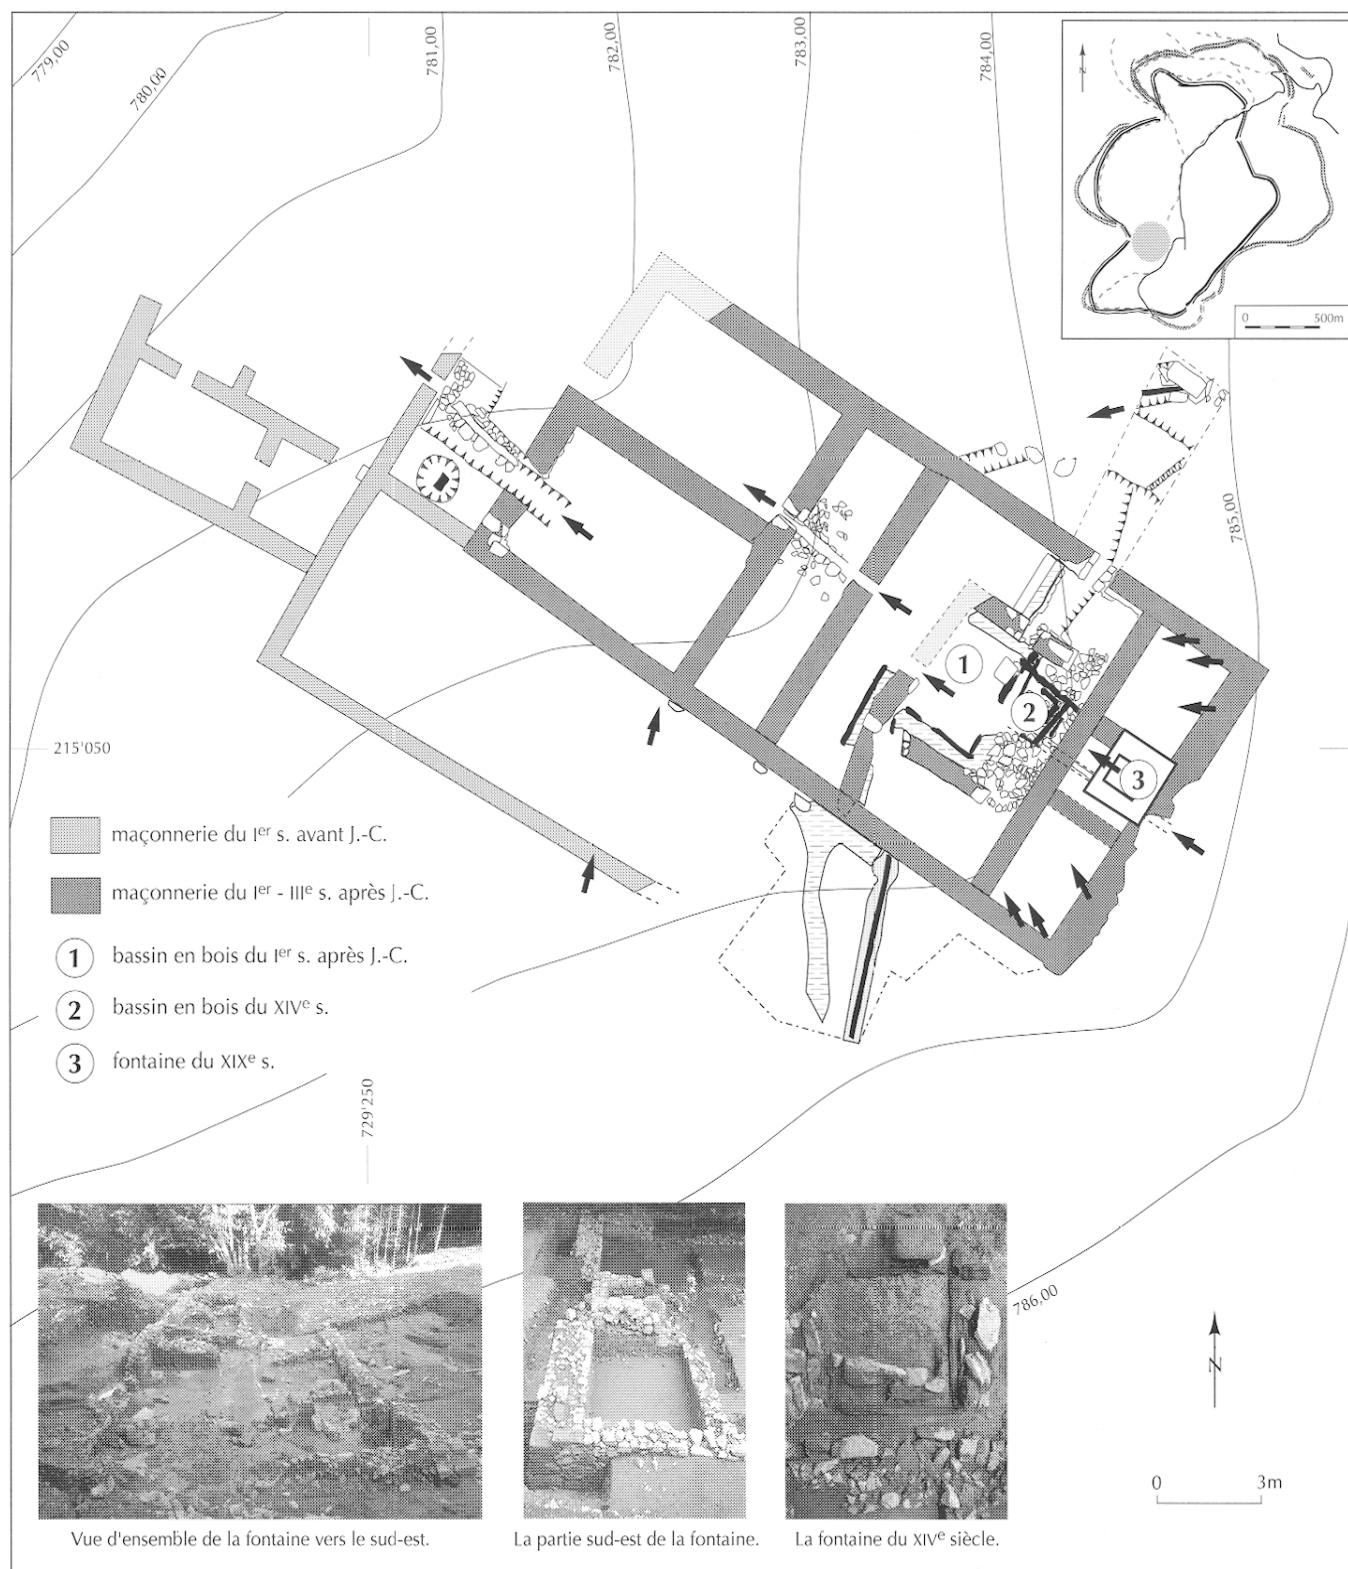 779,00
780,00
781,00
782,00
783,00
784,00
N
0 500m
785,00
1
2
3
215'050
maçonnerie du Ier s. avant J.-C.
maçonnerie du Ier - IIIe s. après J.-C.
1 bassin en bois du Ier s. après J.-C.
2 bassin en bois du XIVe s.
3 fontaine du XIXe s.
729'250
786,00
N
0 3m
Vue d'ensemble de la fontaine vers le sud-est.
La partie sud-est de la fontaine.
La fontaine du XIVe siècle.